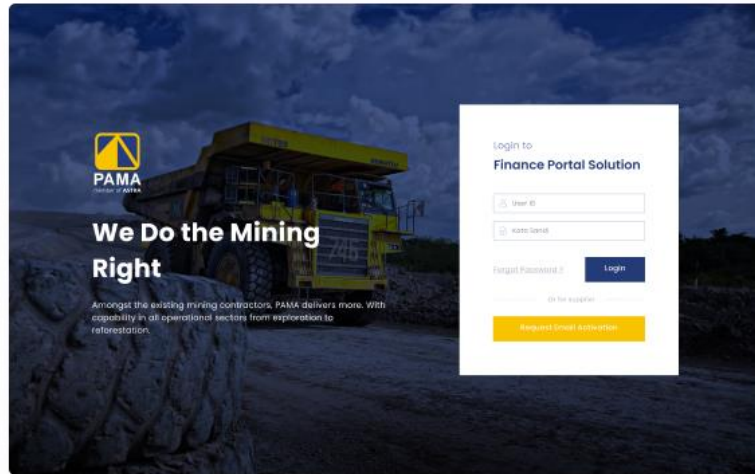 PAMA
member of ASTRA
We Do the Mining
Right
Amongst the existing mining contractors, PAMA delivers more. With
capability in all operational sectors from exploration to
reforestation.
KOMATSU
246
Login to
Finance Portal Solution
User ID
Kata Sandi
Forgot Password ?
Login
Or for supplier
Request Email Activation